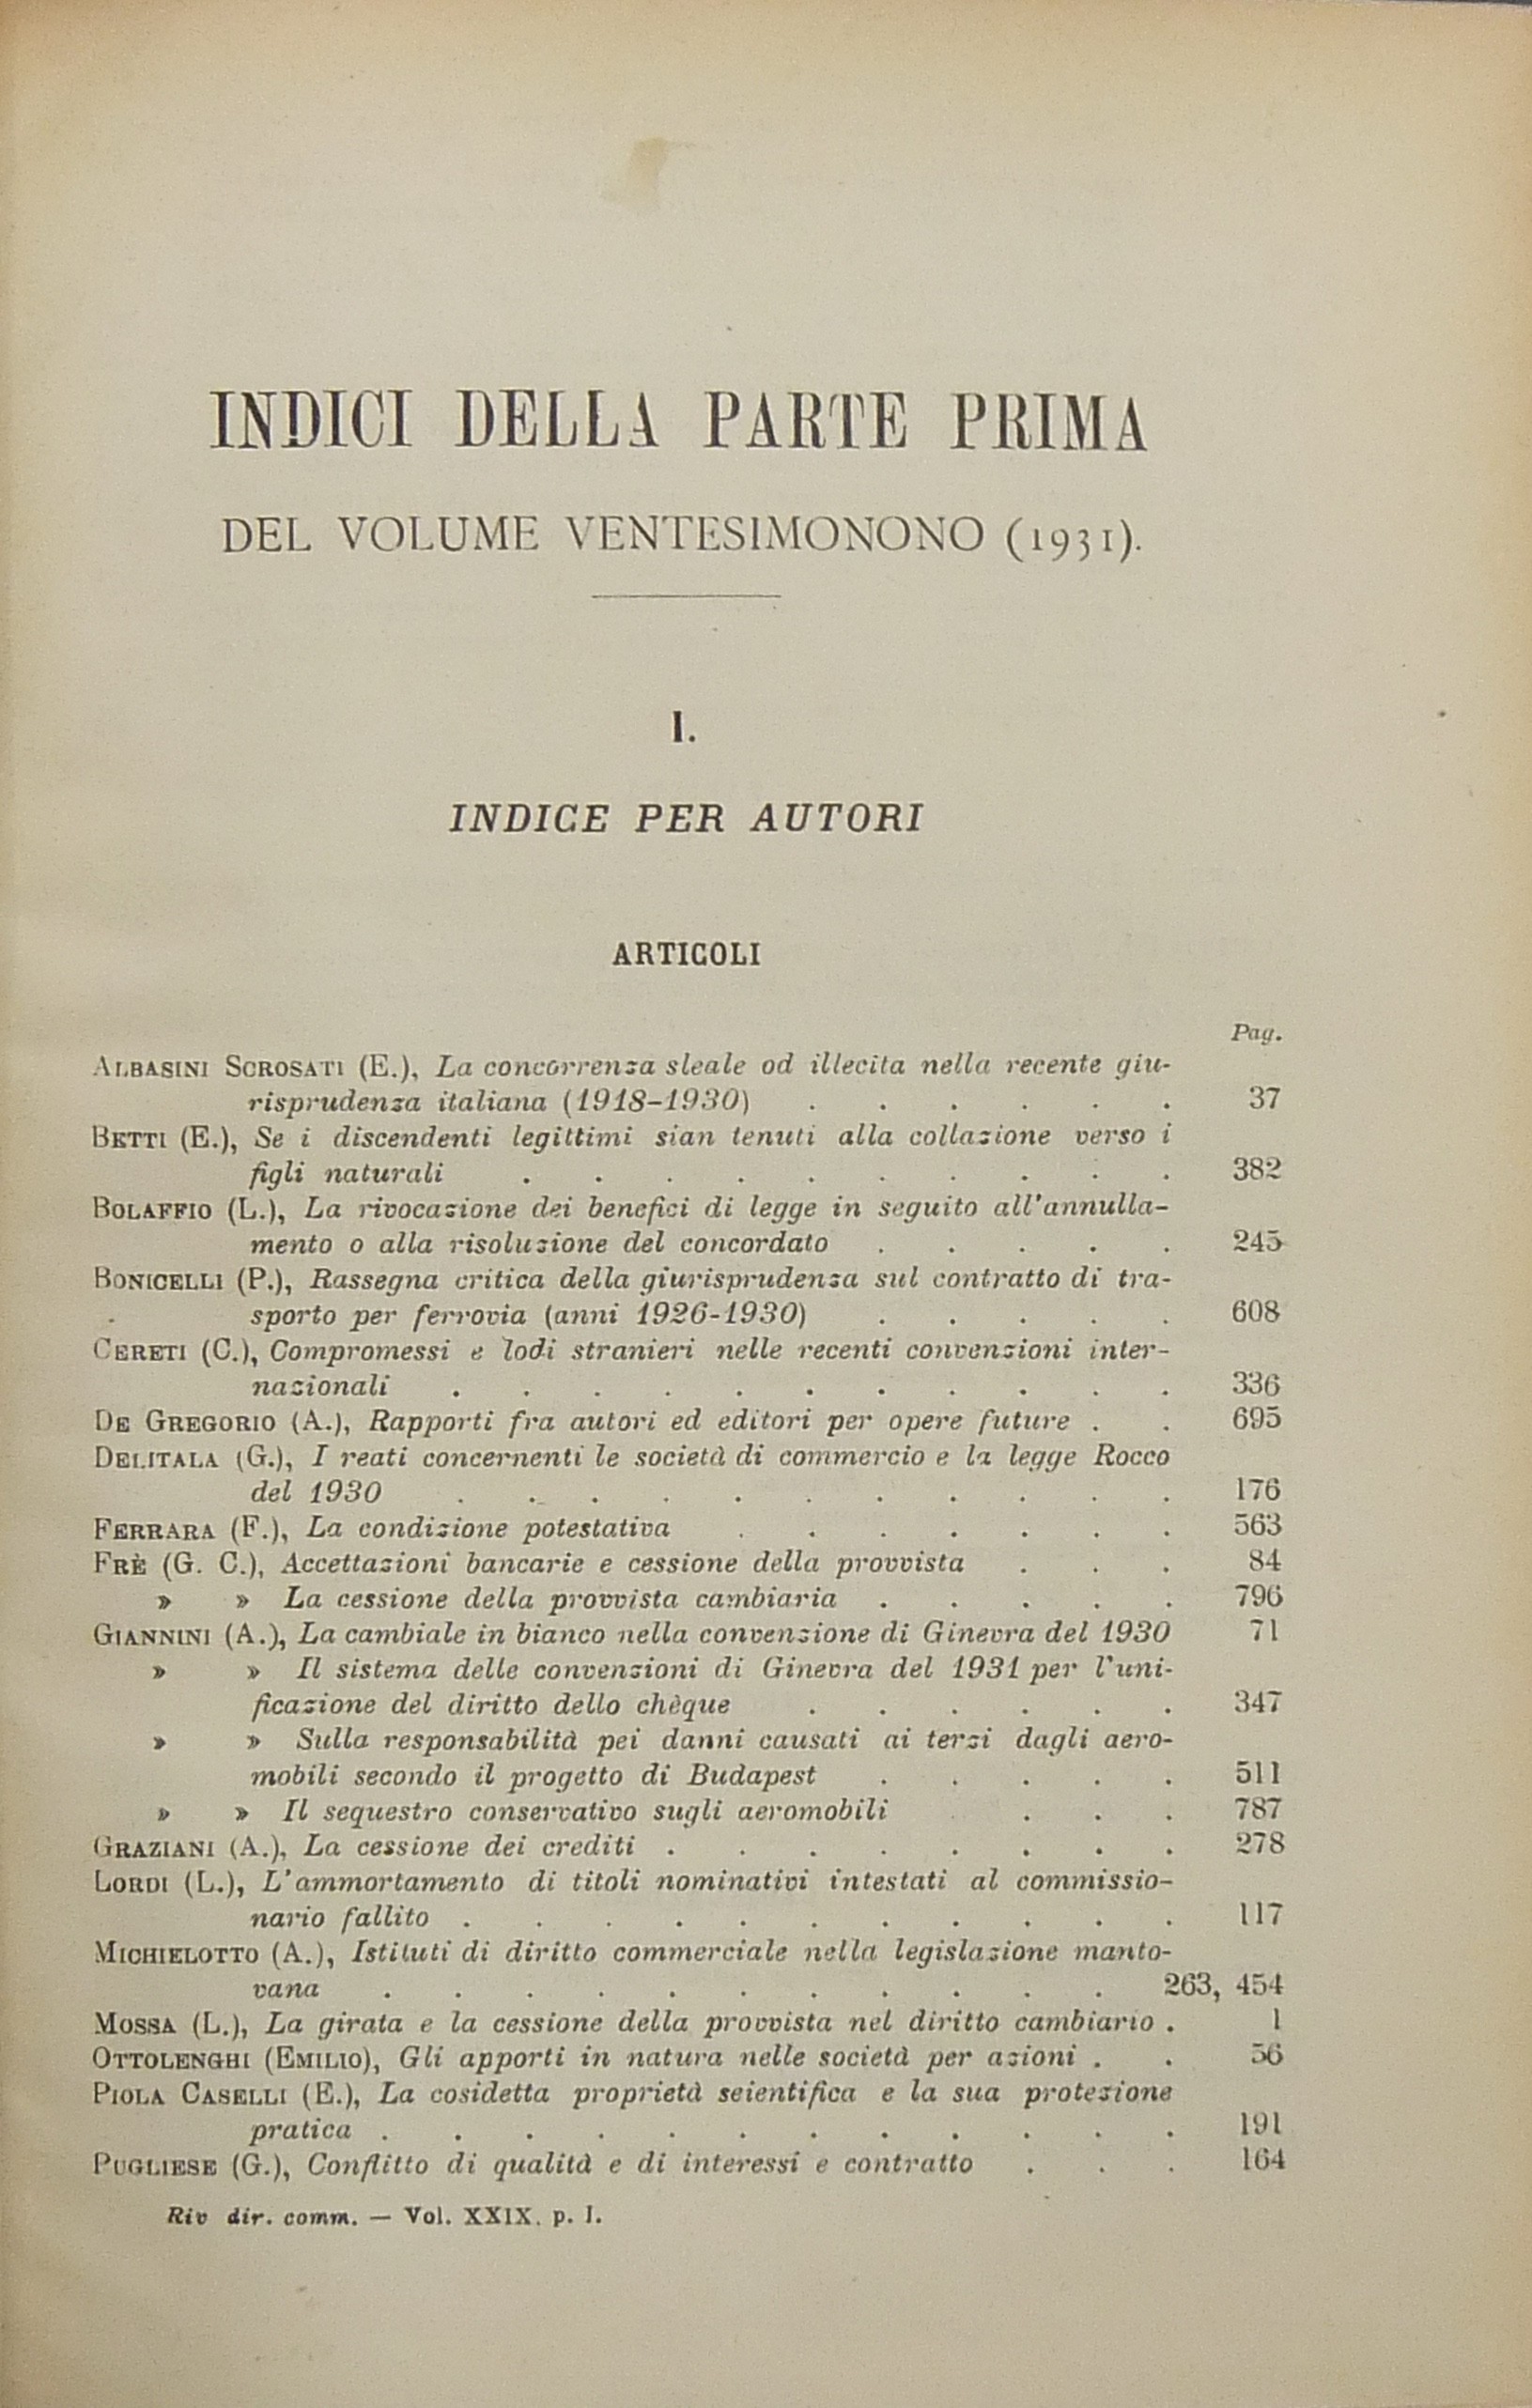 INDICI DELLA PARTE PRIMA
DEL VOLUME VENTESIMONONO (1931).
I.
INDICE PER AUTORI
ARTICOLI
Pag.
ALBASINI SCROSATI (E.), La concorrenza sleale od illecita nella recente giu-
risprudenza italiana (1918-1930) . . . . . . 37
BETTI (E.), Se i discendenti legittimi sian tenuti alla collazione verso i
figli naturali . . . . . . . . . . 382
BOLAFFIO (L.), La rivocazione dei benefici di legge in seguito all'annulla-
mento o alla risoluzione del concordato . . . . . 245
BONICELLI (P.), Rassegna critica della giurisprudenza sul contratto di tra-
sporto per ferrovia (anni 1926-1930) . . . . . 608
CERETI (C.), Compromessi e lodi stranieri nelle recenti convenzioni inter-
nazionali . . . . . . . . . . . 336
DE GREGORIO (A.), Rapporti fra autori ed editori per opere future . . 695
DELITALA (G.), I reati concernenti le società di commercio e la legge Rocco
del 1930 . . . . . . . . . . . 176
FERRARA (F.), La condizione potestativa . . . . . . . 563
FRÈ (G. C.), Accettazioni bancarie e cessione della provvista . . . 84
» » La cessione della provvista cambiaria . . . . . 796
GIANNINI (A.), La cambiale in bianco nella convenzione di Ginevra del 1930 71
» » Il sistema delle convenzioni di Ginevra del 1931 per l'uni-
ficazione del diritto dello chèque . . . . . . 347
» » Sulla responsabilità pei danni causati ai terzi dagli aero-
mobili secondo il progetto di Budapest . . . . . 511
» » Il sequestro conservativo sugli aeromobili . . . 787
GRAZIANI (A.), La cessione dei crediti . . . . . . . . 278
LORDI (L.), L'ammortamento di titoli nominativi intestati al commissio-
nario fallito . . . . . . . . . . . 117
MICHIELOTTO (A.), Istituti di diritto commerciale nella legislazione manto-
vana . . . . . . . . . . . 263, 454
MOSSA (L.), La girata e la cessione della provvista nel diritto cambiario . 1
OTTOLENGHI (EMILIO), Gli apporti in natura nelle società per azioni . . 56
PIOLA CASELLI (E.), La cosidetta proprietà seientifica e la sua protezione
pratica . . . . . . . . . . . . 191
PUGLIESE (G.), Conflitto di qualità e di interessi e contratto . . . 164
Riv dir. comm. — Vol. XXIX. p. I.